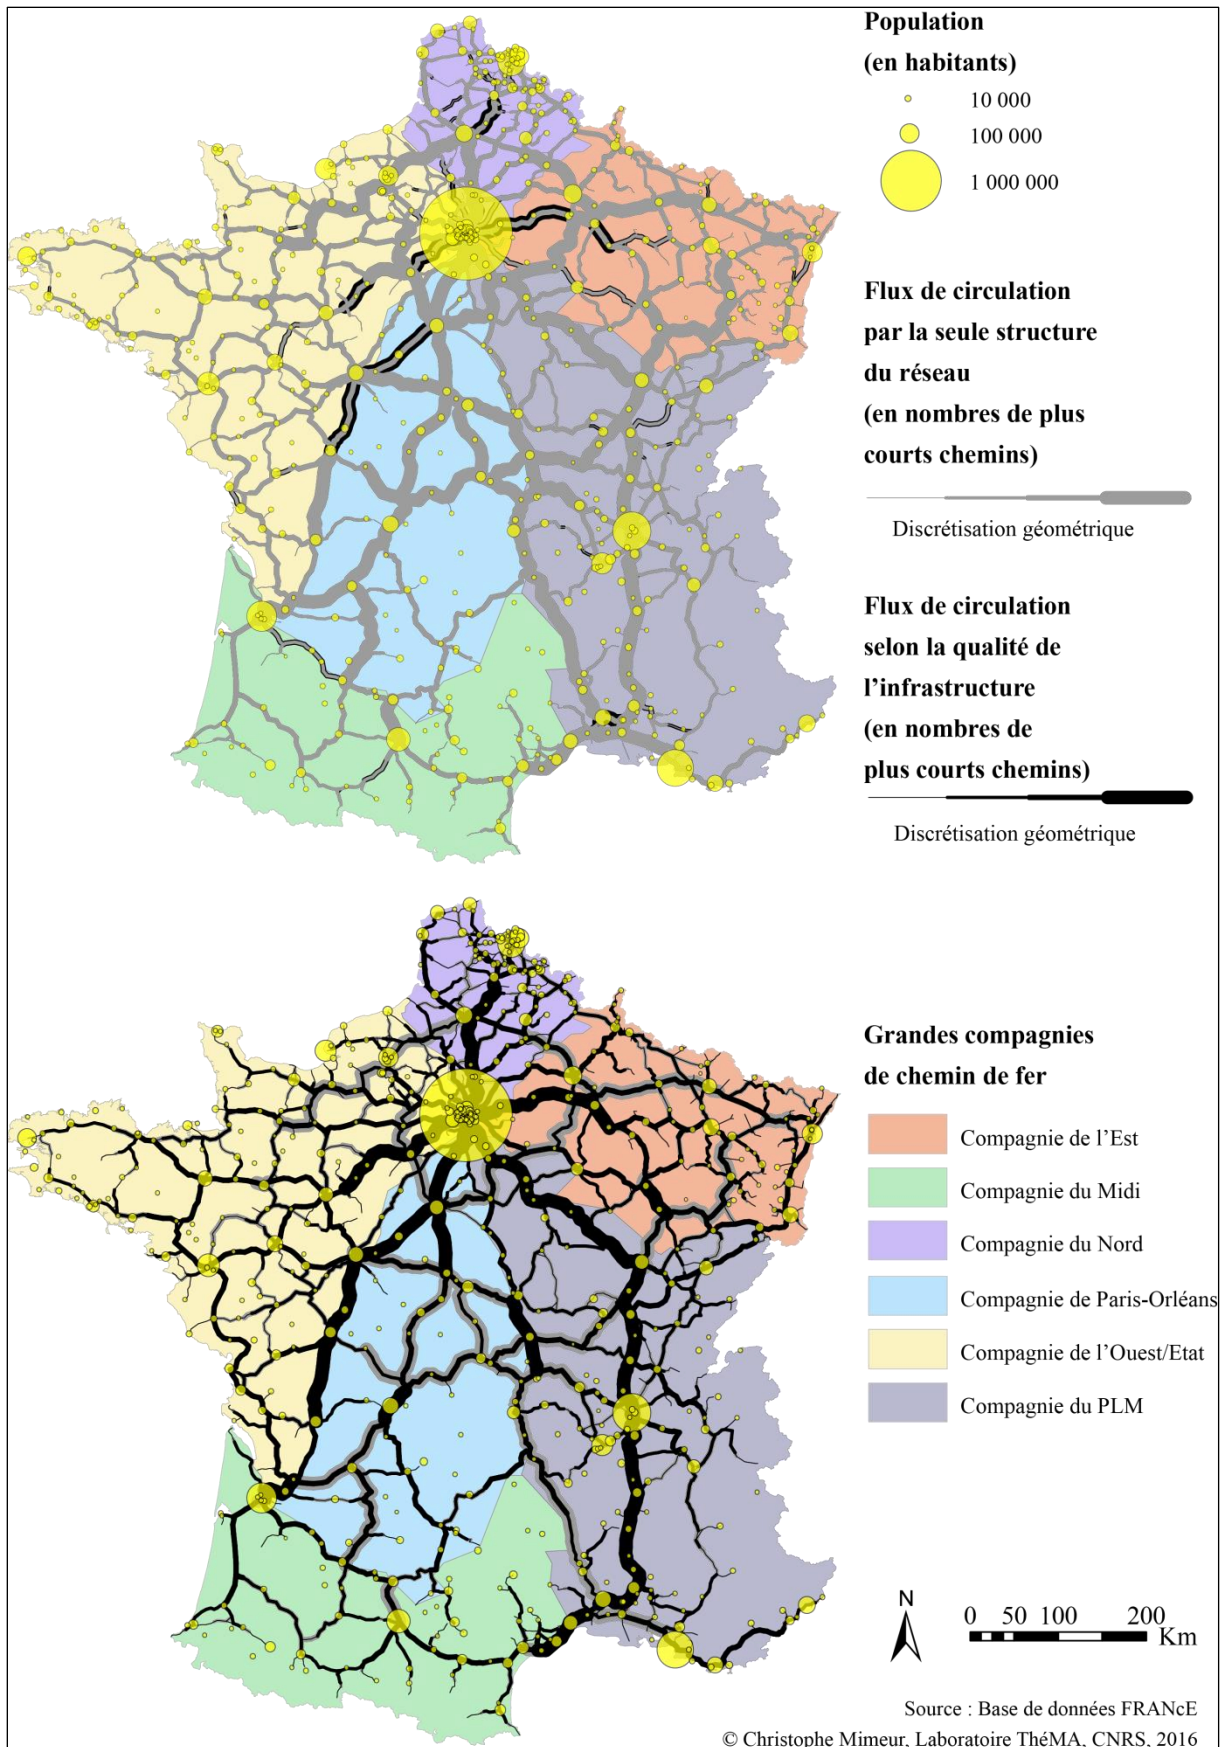 Population
(en habitants)
10 000
100 000
1 000 000
Flux de circulation
par la seule structure
du réseau
(en nombres de plus
courts chemins)
Discrétisation géométrique
Flux de circulation
selon la qualité de
l’infrastructure
(en nombres de
plus courts chemins)
Discrétisation géométrique
Grandes compagnies
de chemin de fer
Compagnie de l’Est
Compagnie du Midi
Compagnie du Nord
Compagnie de Paris-Orléans
Compagnie de l’Ouest/Etat
Compagnie du PLM
N
0 50 100 200
Km
Source : Base de données FRANcE
© Christophe Mimeur, Laboratoire ThéMA, CNRS, 2016